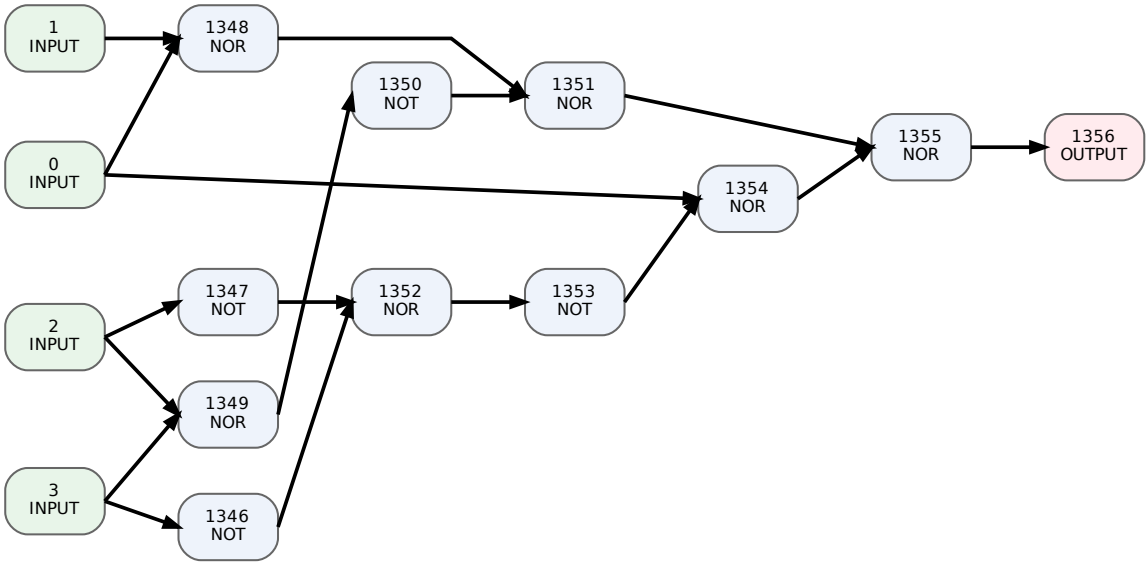 1
INPUT
1348
NOR
1350
NOT
1351
NOR
1355
NOR
1356
OUTPUT
0
INPUT
1354
NOR
1347
NOT
1352
NOR
1353
NOT
2
INPUT
1349
NOR
3
INPUT
1346
NOT